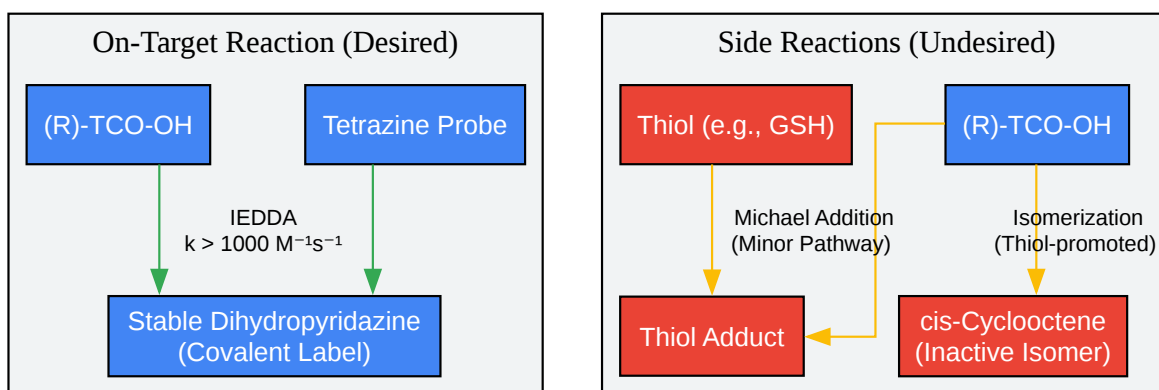 On-Target Reaction (Desired)
(R)-TCO-OH
Tetrazine Probe
IEDDA
k > 1000 M⁻¹s⁻¹
Stable Dihydropyridazine
(Covalent Label)
Side Reactions (Undesired)
Thiol (e.g., GSH)
(R)-TCO-OH
Michael Addition
(Minor Pathway)
Isomerization
(Thiol-promoted)
Thiol Adduct
cis-Cyclooctene
(Inactive Isomer)